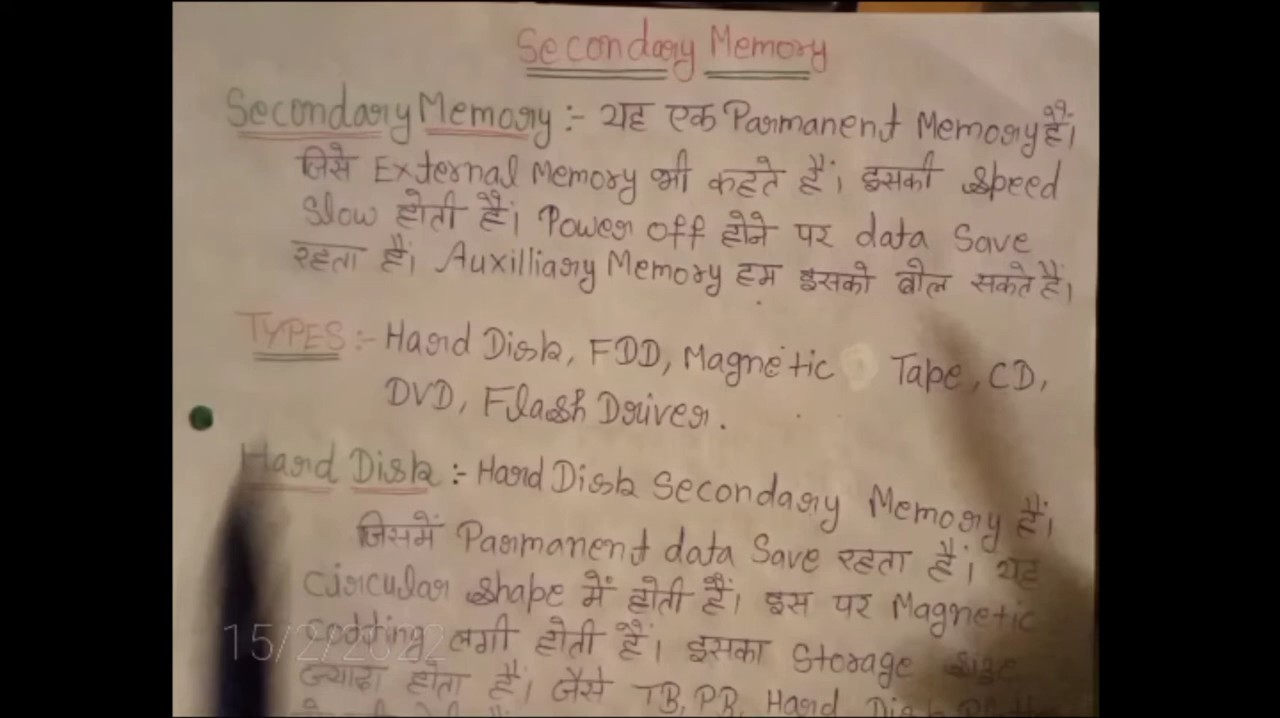 Secondary Memory
Secondary Memory :- यह एक Parmanent Memory हैं।
जिसे External Memory भी कहते हैं। इसकी Speed
Slow होती हैं। Power off होने पर data Save
रहता हैं। Auxilliary Memory हम इसको बोल सकते हैं।
TYPES :- Hard Disk, FDD, Magnetic Tape, CD,
DVD, Flash Driver.
Hard Disk :- Hard Disk Secondary Memory हैं।
जिसमें Parmanent data Save रहता हैं। यह
Circular Shape में होती हैं। इस पर Magnetic
codting लगी होती हैं। इसका Storage Size
15/2/2022
ज्यादा होता हैं। जैसे TB, PB, Hard Disk